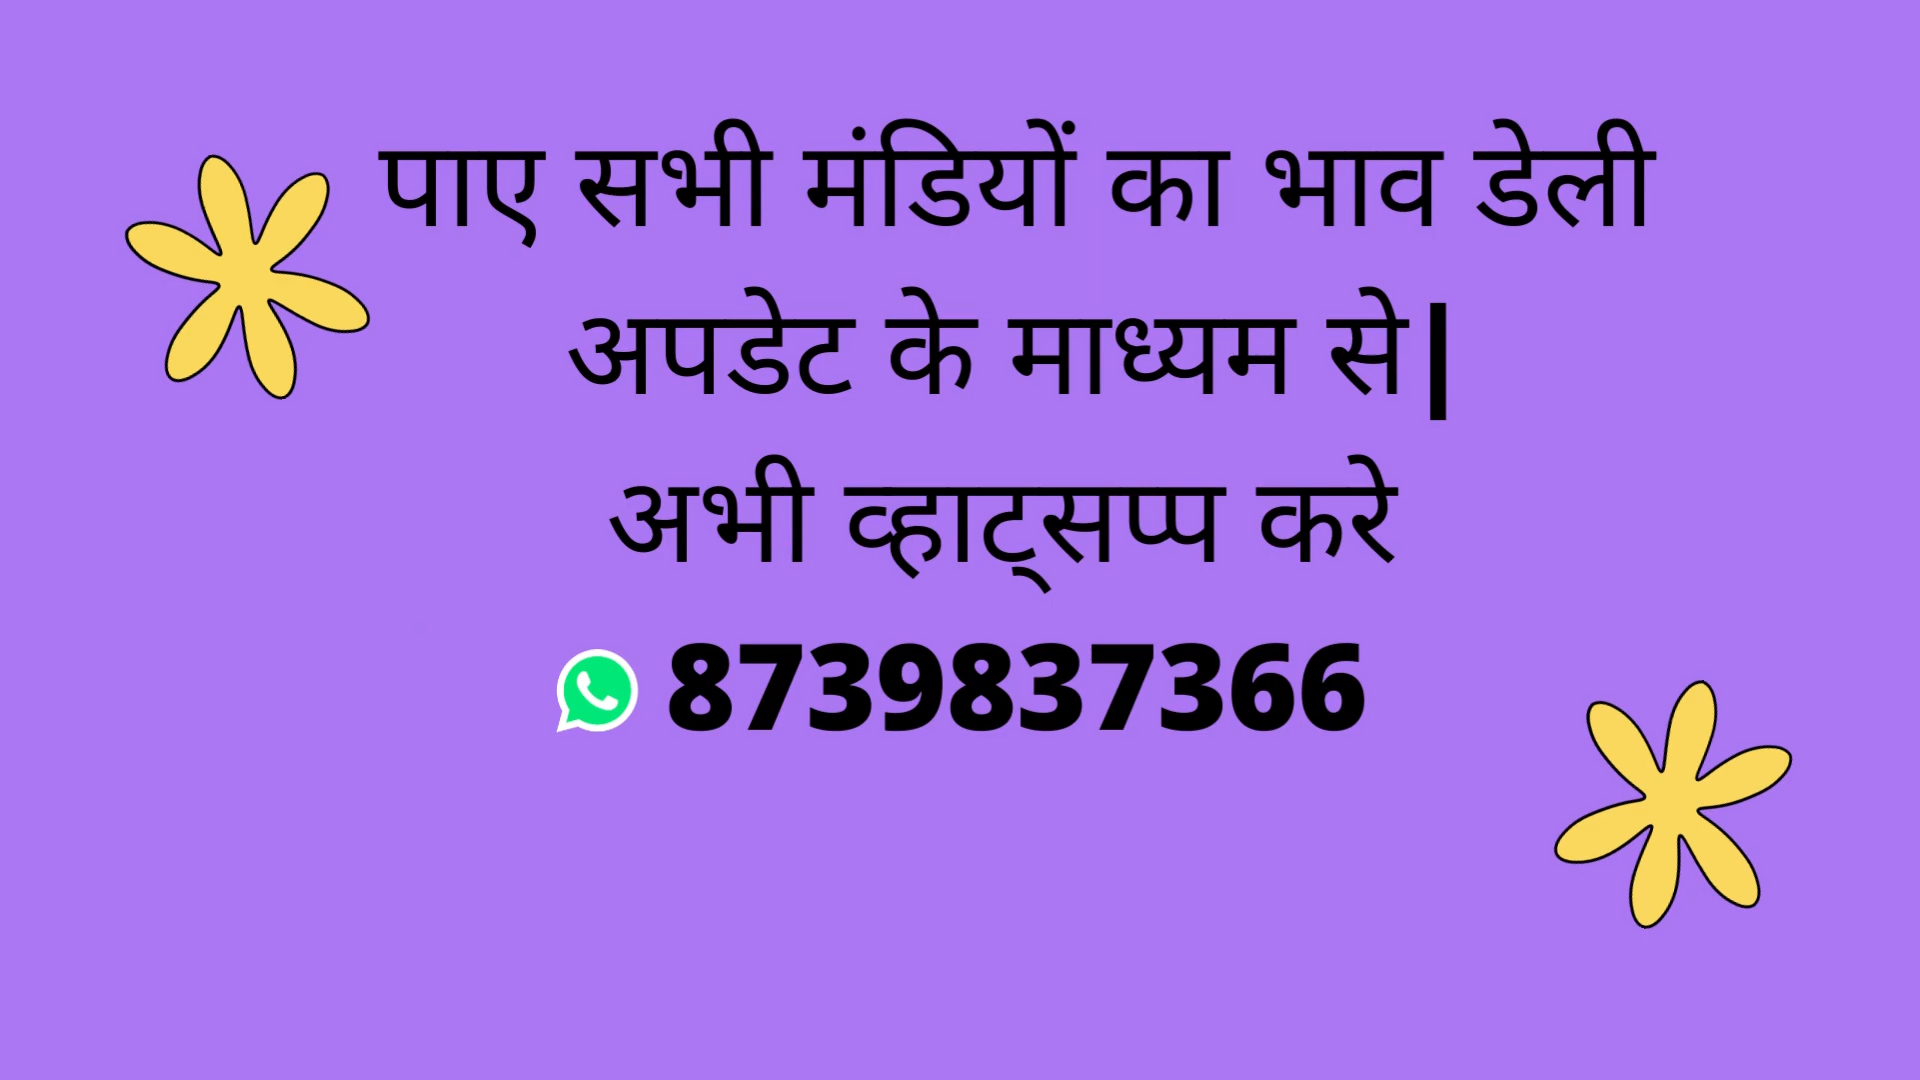 पाए सभी मंडियों का भाव डेली
अपडेट के माध्यम से|
अभी व्हाट्सप्प करे
8739837366